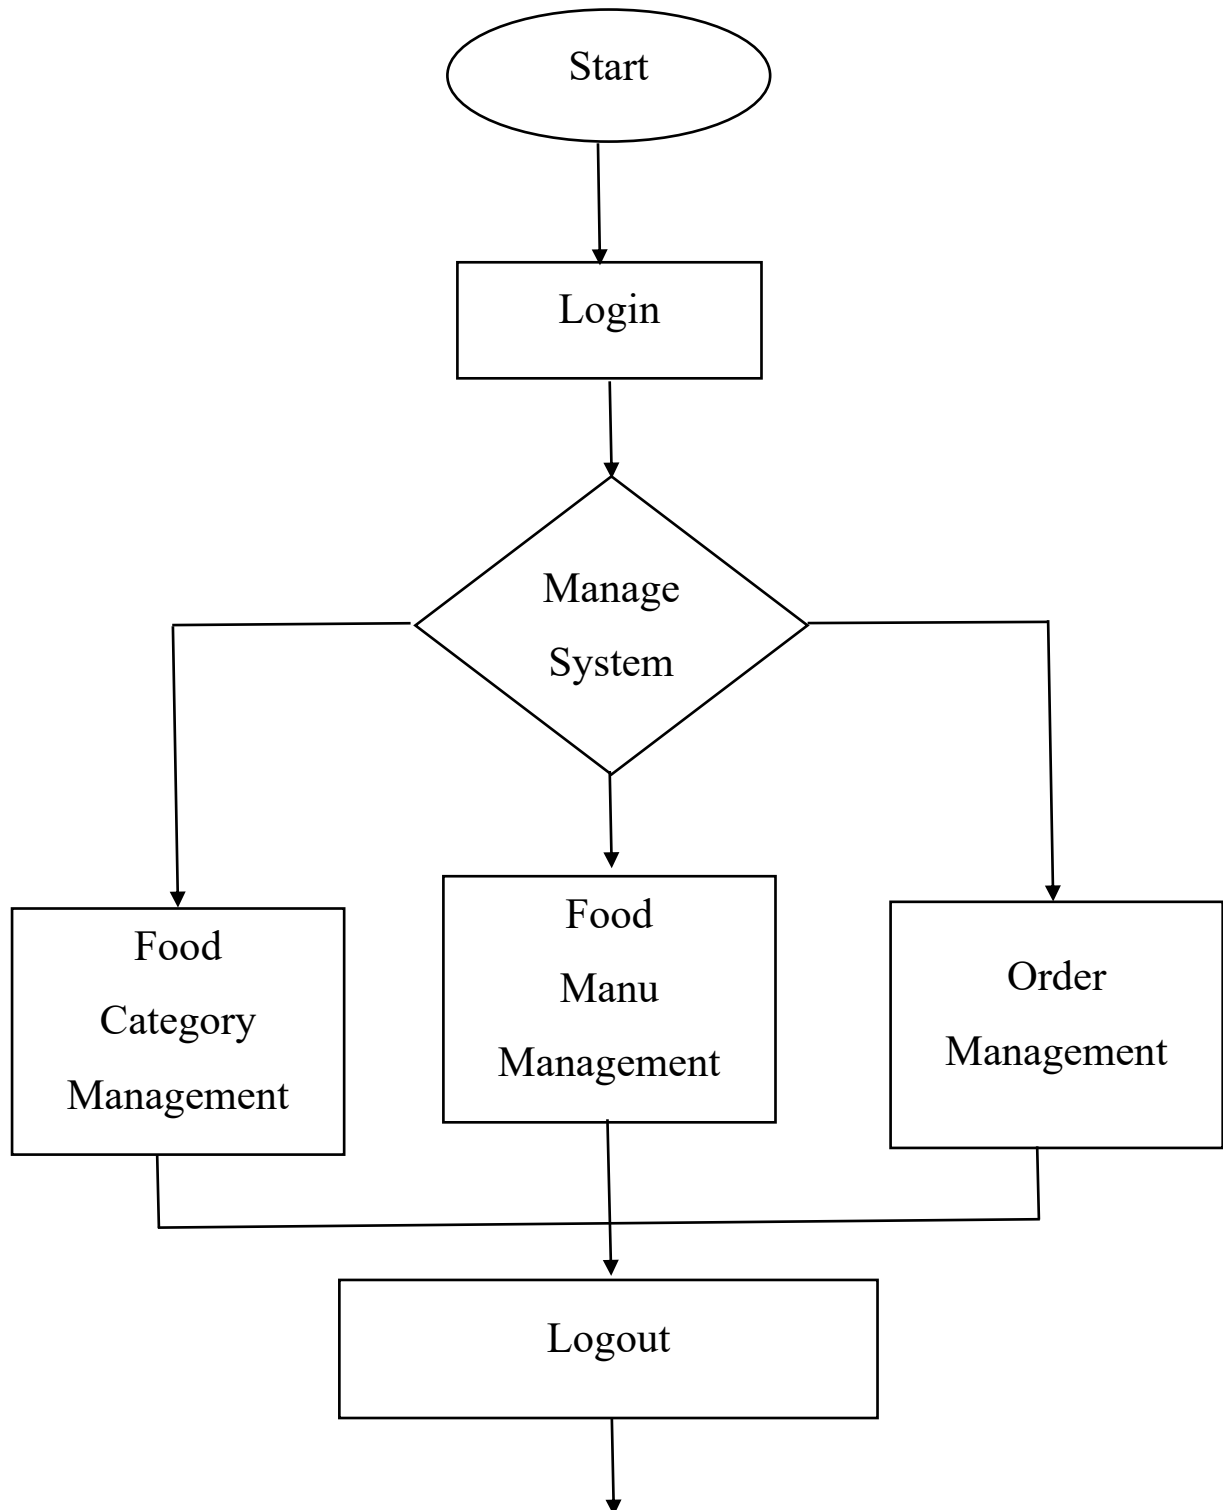 Start
Login
Manage
System
Food
Category
Management
Food
Manu
Management
Order
Management
Logout